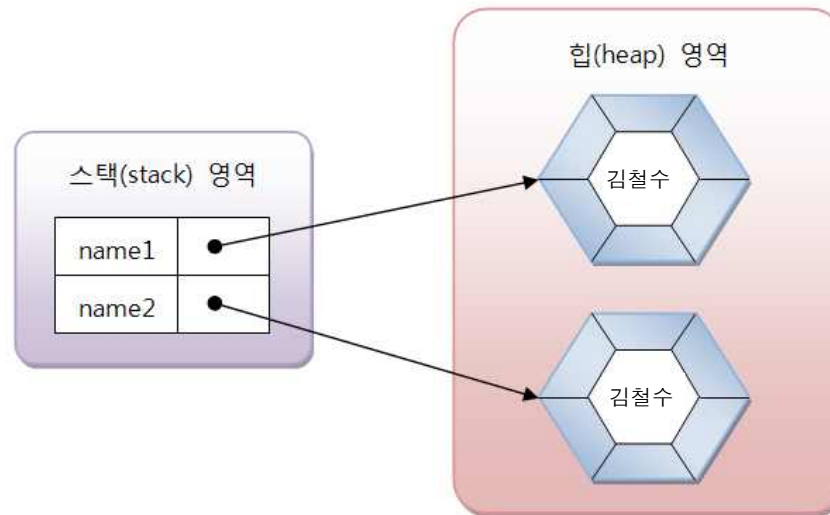 힙(heap) 영역
김철수
스택(stack) 영역
name1
name2
김철수